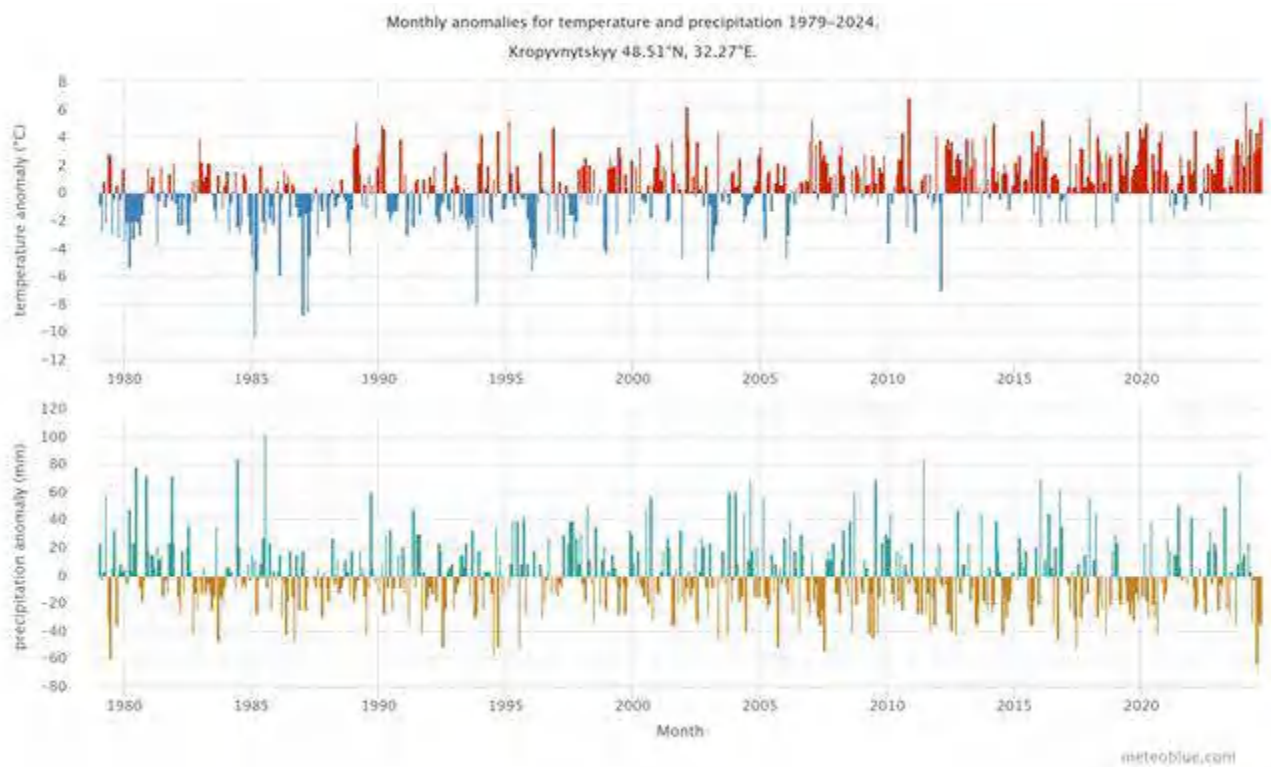 Monthly anomalies for temperature and precipitation 1979–2024.
Kropyvnytskyy 48.51°N, 32.27°E.
temperature anomaly (°C)
8
6
4
2
0
-2
-4
-6
-8
-10
-12
1980 1985 1990 1995 2000 2005 2010 2015 2020
precipitation anomaly (mm)
120
100
80
60
40
20
0
-20
-40
-60
-80
1980 1985 1990 1995 2000 2005 2010 2015 2020
Month
meteoblue.com